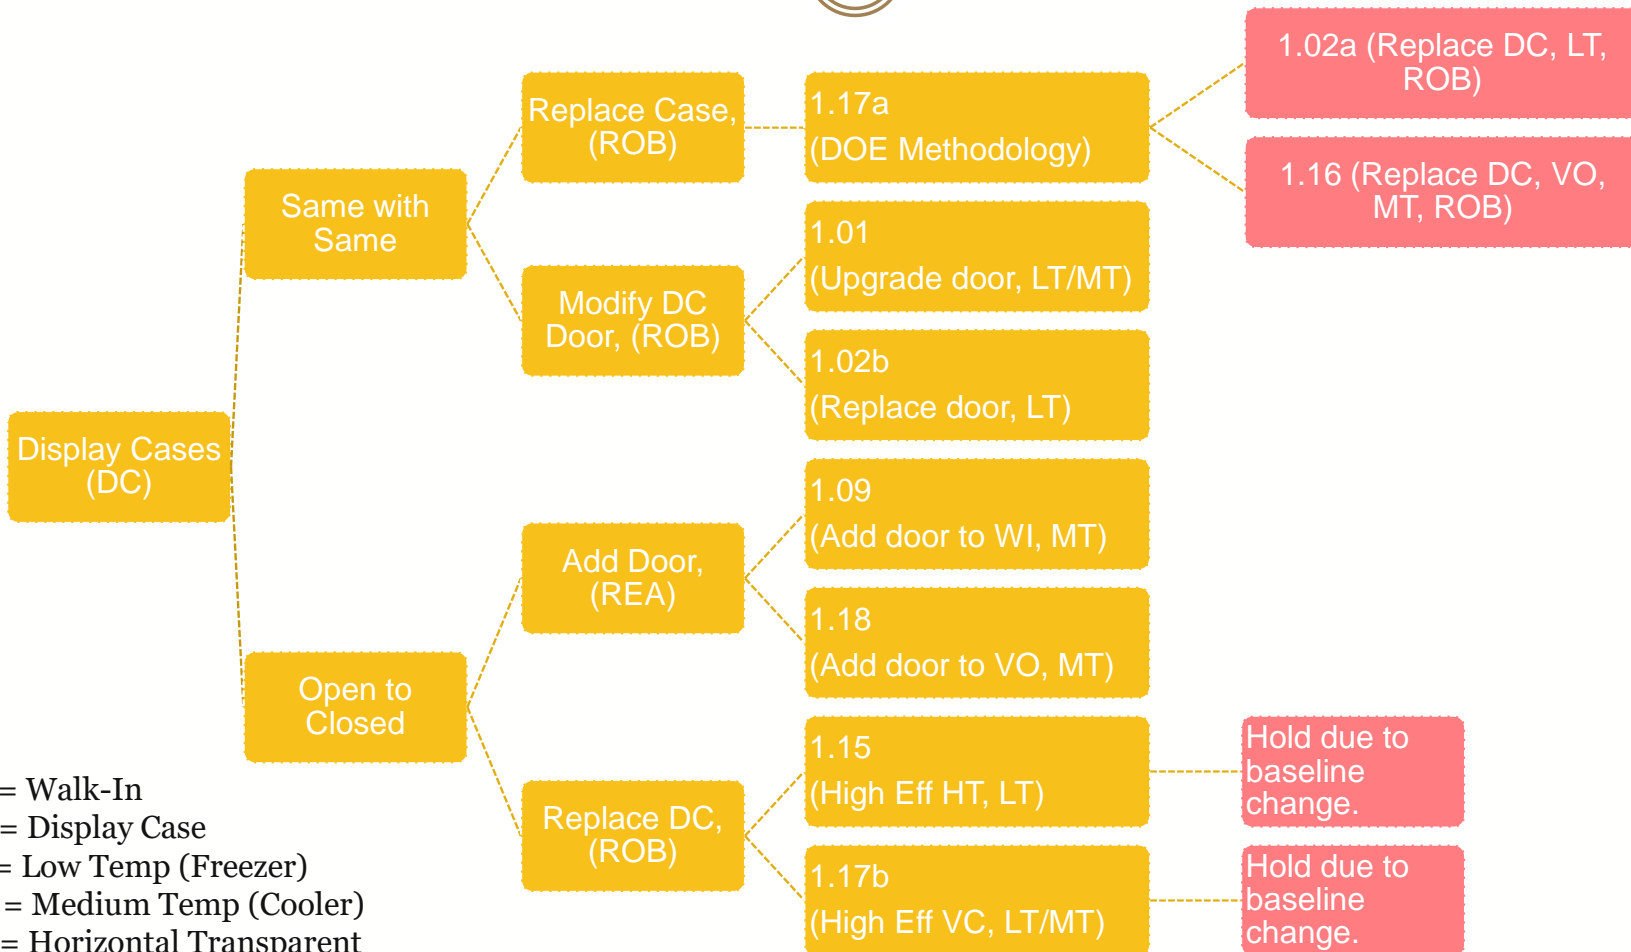 1.02a (Replace DC, LT,
ROB)
Replace Case,
(ROB)
1.17a
(DOE Methodology)
1.16 (Replace DC, VO,
MT, ROB)
Same with
Same
1.01
(Upgrade door, LT/MT)
Modify DC
Door, (ROB)
1.02b
(Replace door, LT)
Display Cases
(DC)
1.09
(Add door to WI, MT)
Add Door,
(REA)
1.18
(Add door to VO, MT)
Open to
Closed
1.15
(High Eff HT, LT)
Hold due to
baseline
change.
Replace DC,
(ROB)
1.17b
(High Eff VC, LT/MT)
Hold due to
baseline
change.
= Walk-In
= Display Case
= Low Temp (Freezer)
= Medium Temp (Cooler)
= Horizontal Transparent